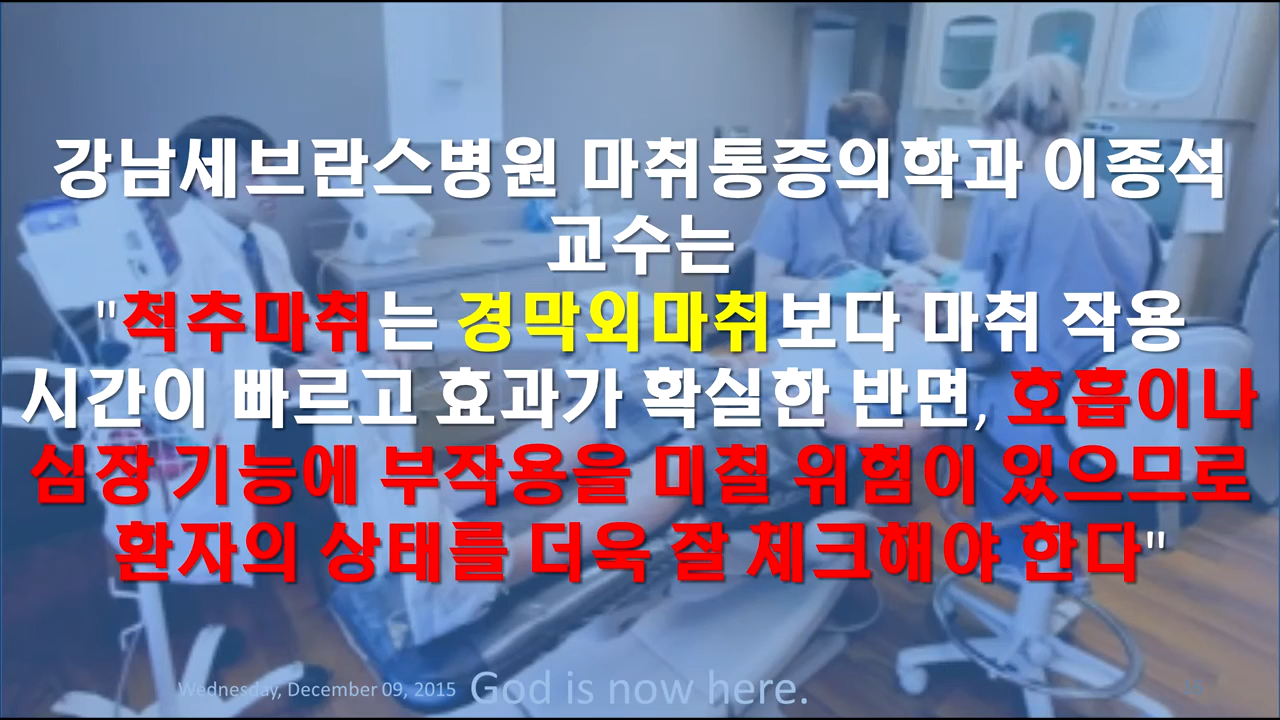 강남세브란스병원 마취통증의학과 이종석
교수는
"척추마취는 경막외마취보다 마취 작용
시간이 빠르고 효과가 확실한 반면, 호흡이나
심장 기능에 부작용을 미칠 위험이 있으므로
환자의 상태를 더욱 잘 체크해야 한다"
Wednesday, December 09, 2015 God is now here.